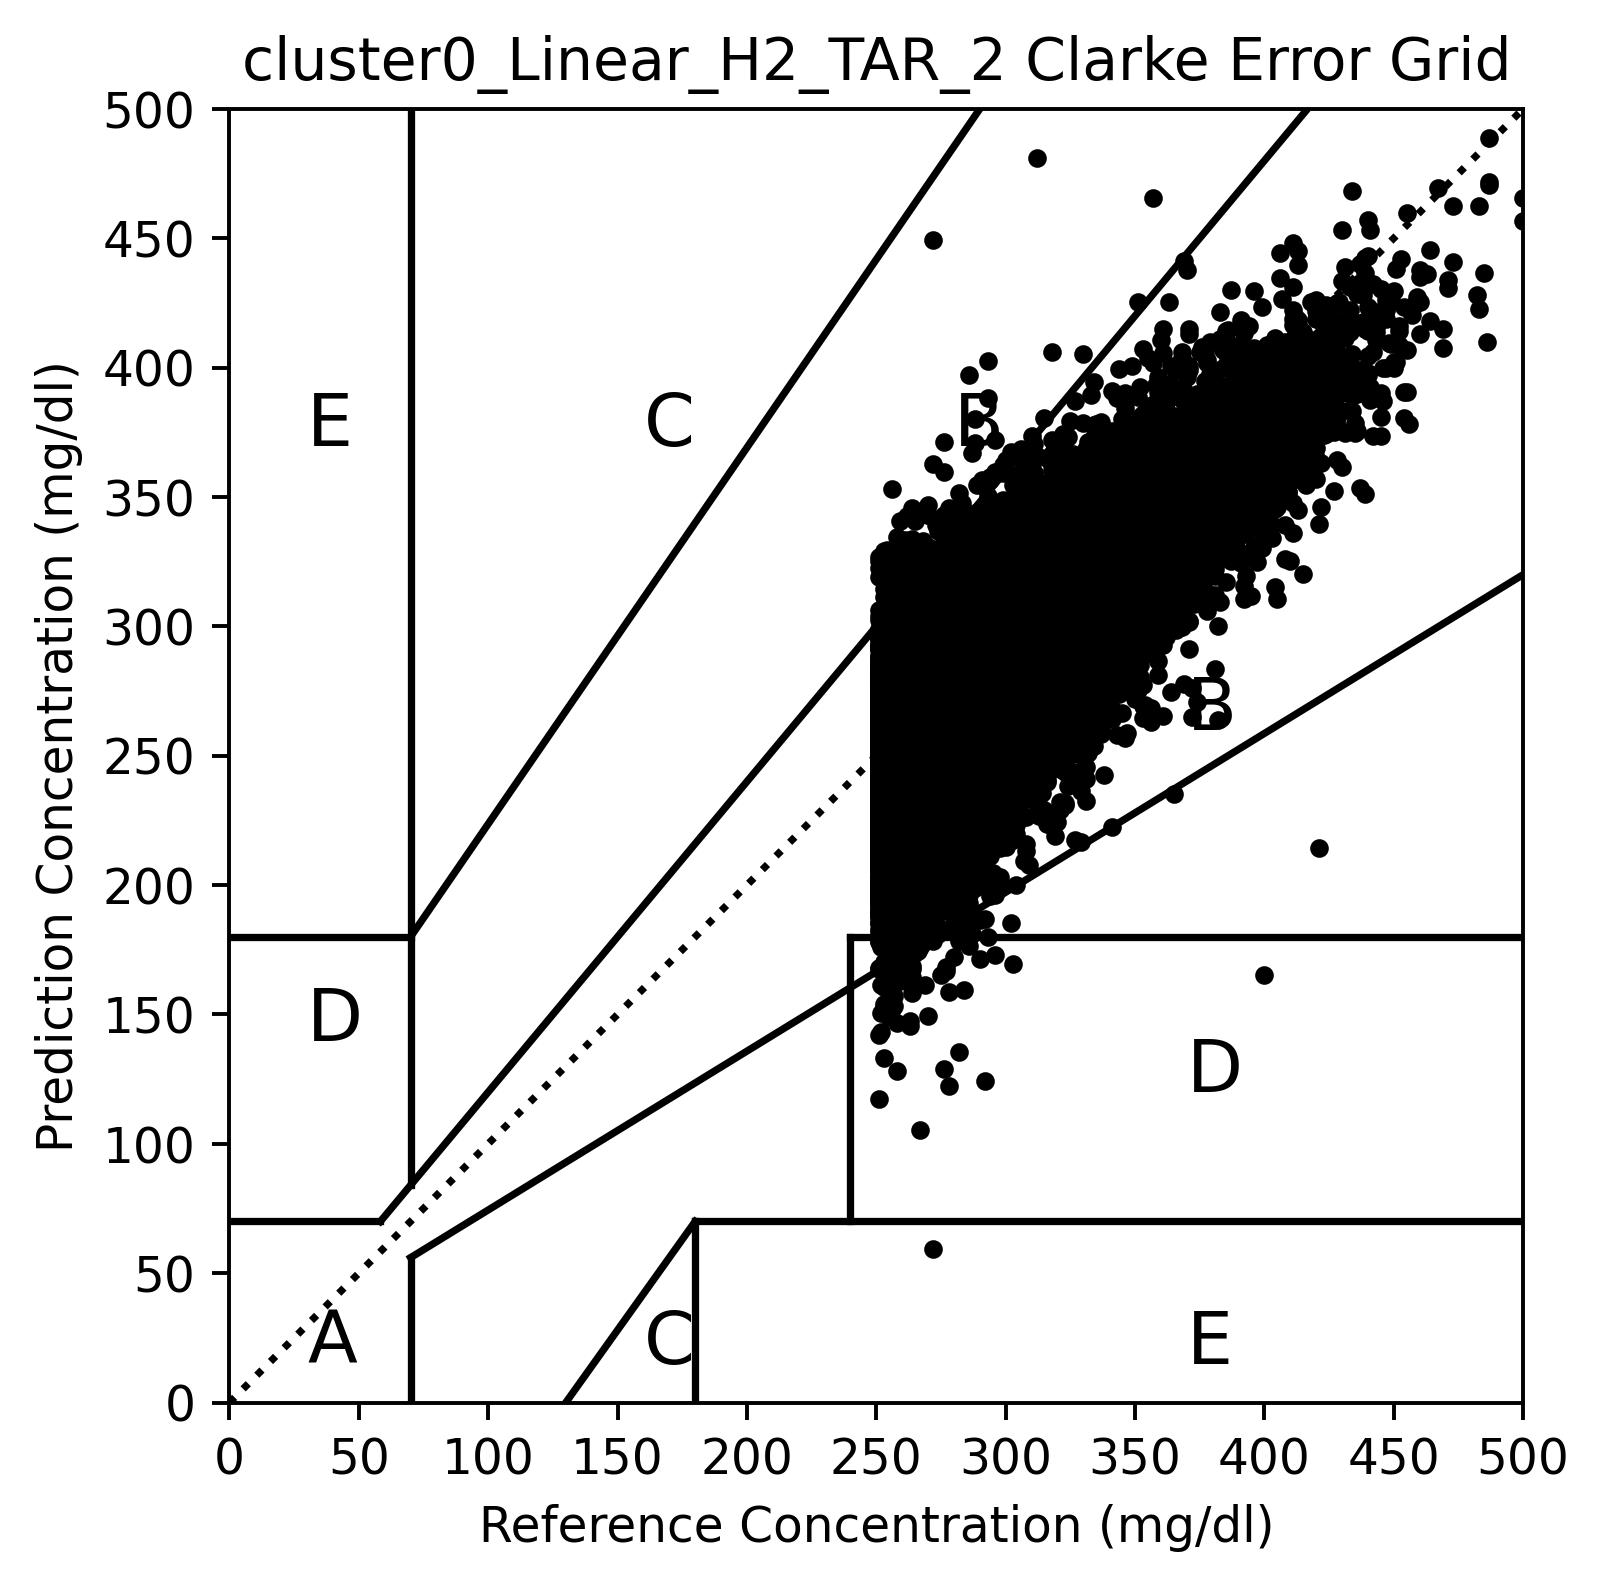 cluster0_Linear_H2_TAR_2 Clarke Error Grid
500
450
400
350
300
250
200
150
100
50
0
Prediction Concentration (mg/dl)
E
C
B
B
D
D
A
C
E
0 50 100 150 200 250 300 350 400 450 500
Reference Concentration (mg/dl)